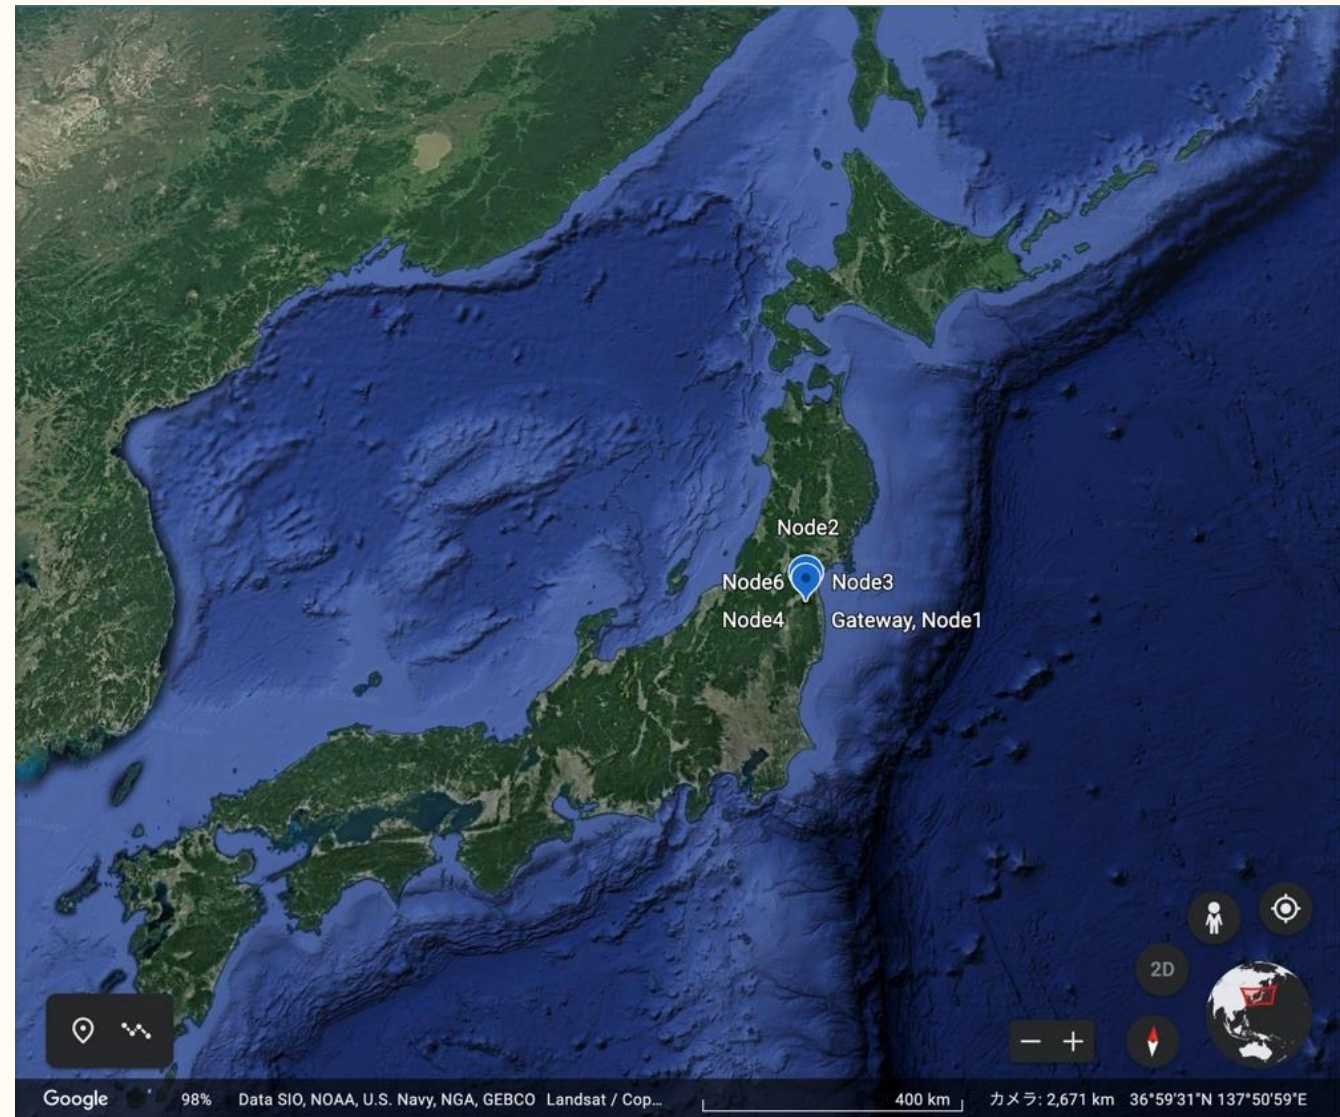 Node2
Node6
Node3
Node4
Gateway, Node1
2D
Google
98%
Data SIO, NOAA, U.S. Navy, NGA, GEBCO Landsat / Cop...
400 km
カメラ: 2,671 km
36°59'31"N 137°50'59"E